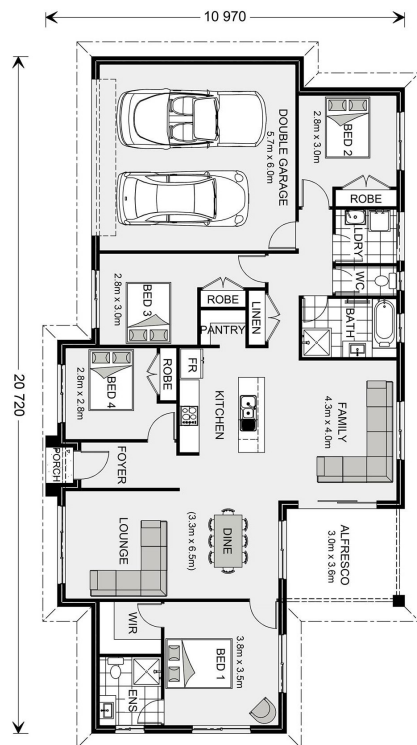 10 970
20 720
DOUBLE GARAGE
5.7m x 6.0m
BED 2
2.8m x 3.0m
ROBE
LDRY
WC
BATH
BED 3
2.8m x 3.0m
ROBE
LINEN
PANTRY
FR
ROBE
BED 4
2.8m x 2.8m
KITCHEN
FAMILY
4.3m x 4.0m
PORCH
FOYER
LOUNGE
DINE
(3.3m x 6.5m)
ALFRESCO
3.0m x 3.6m
WIR
BED 1
3.8m x 3.5m
ENS